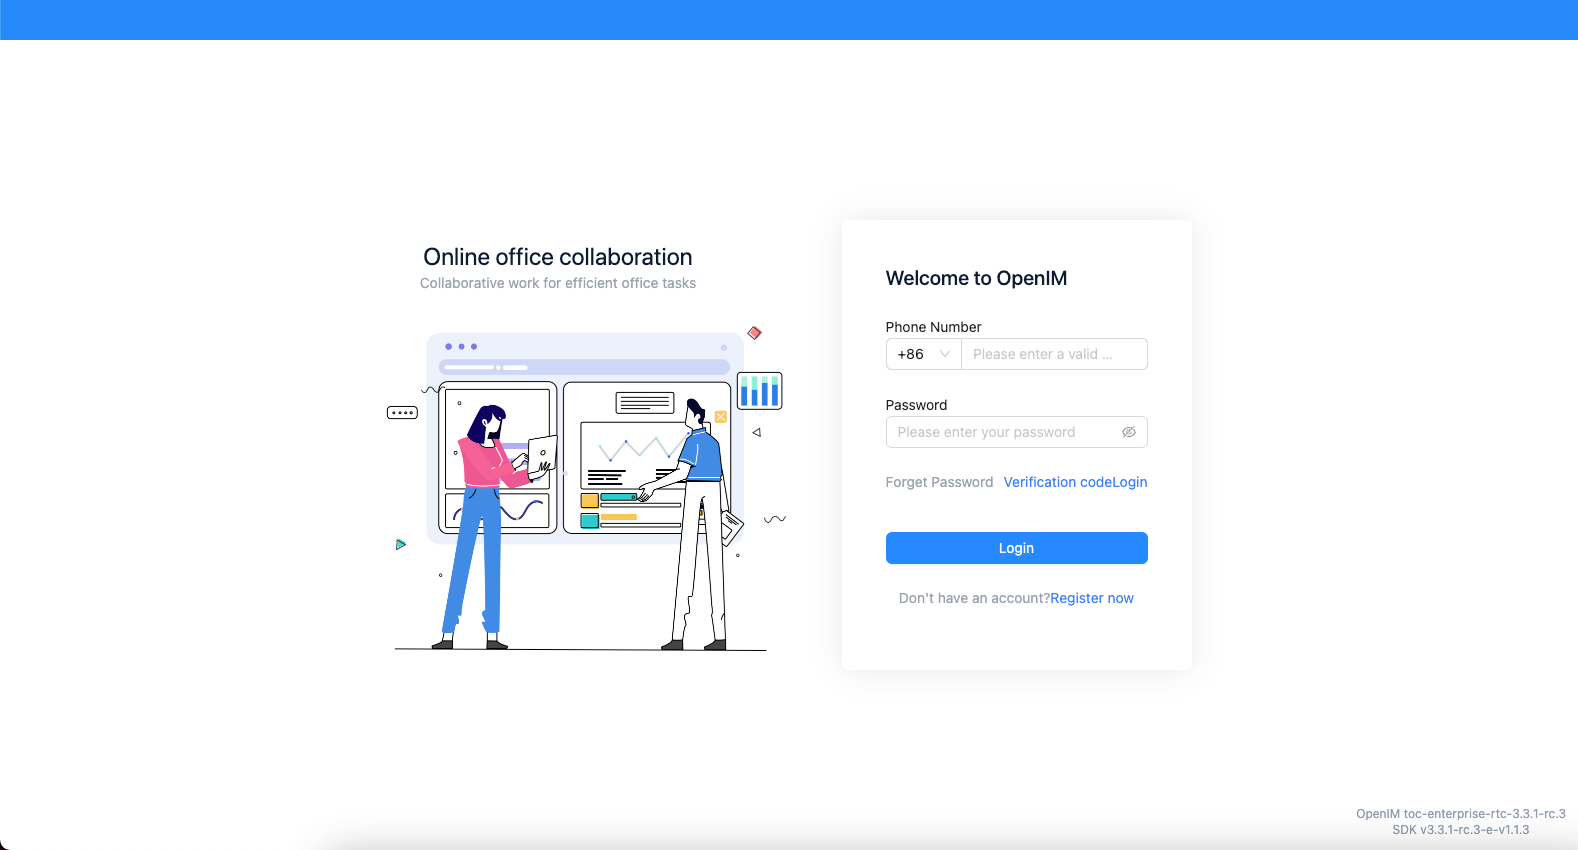 Online office collaboration
Collaborative work for efficient office tasks
Welcome to OpenIM
Phone Number
+86
Please enter a valid ...
Password
Please enter your password
Forget Password Verification codeLogin
Login
Don't have an account?Register now
OpenIM toc-enterprise-rtc-3.3.1-rc.3
SDK v3.3.1-rc.3-e-v1.1.3